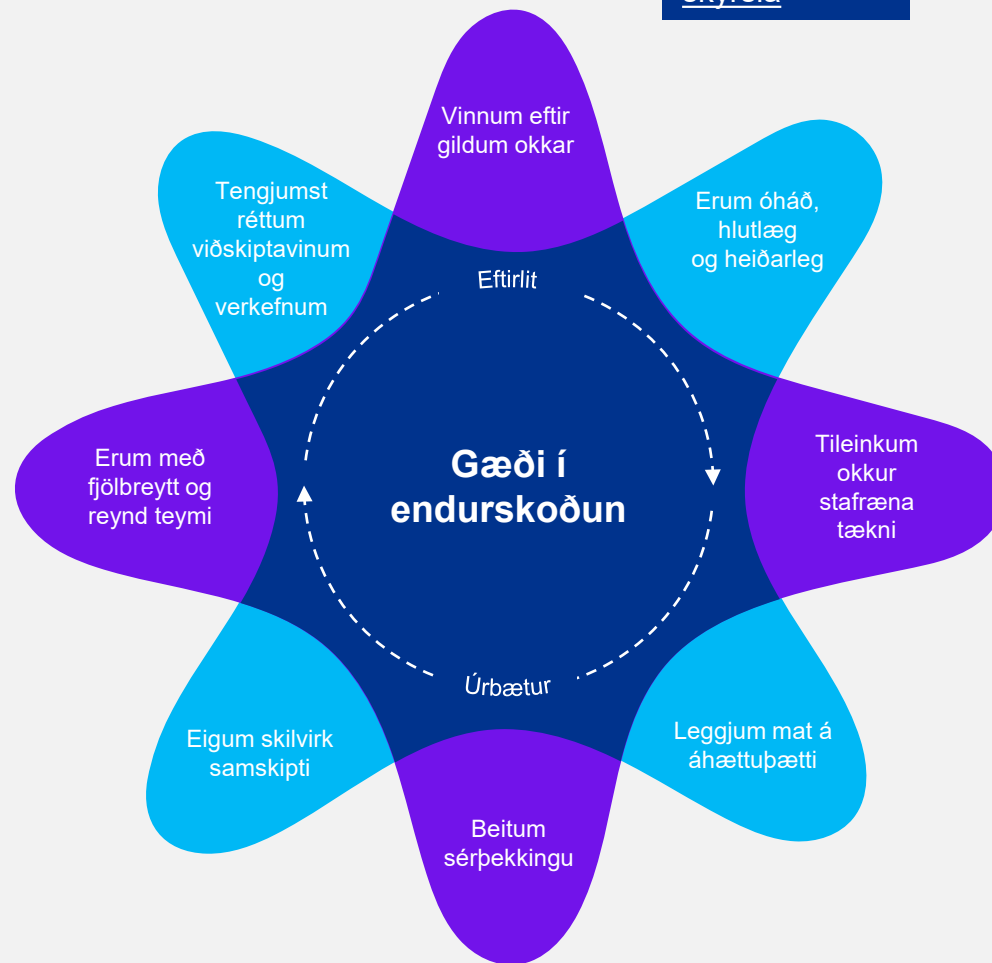 Vinnum eftir
gildum okkar
Erum óháð,
hlutlæg
og heiðarleg
Tileinkum
okkur
stafræna
tækni
Leggjum mat á
áhættuþætti
Beitum
sérþekkingu
Eigum skilvirk
samskipti
Erum með
fjölbreytt og
reynd teymi
Tengjumst
réttum
viðskiptavinum
og
verkefnum
Eftirlit
Gæði í
endurskoðun
Úrbætur